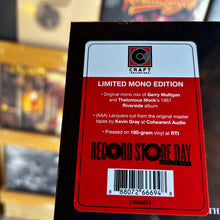 CRAFT
RECORDINGS
LIMITED MONO EDITION
• Original mono mix of Gerry Mulligan
and Thelonious Monk's 1957
Riverside album
• (AAA) Lacquers cut from the original master
tapes by Kevin Gray at Cohearent Audio
• Pressed on 180-gram vinyl at RTI
RECORD STORE DAY
8 88072 66694 8
TH